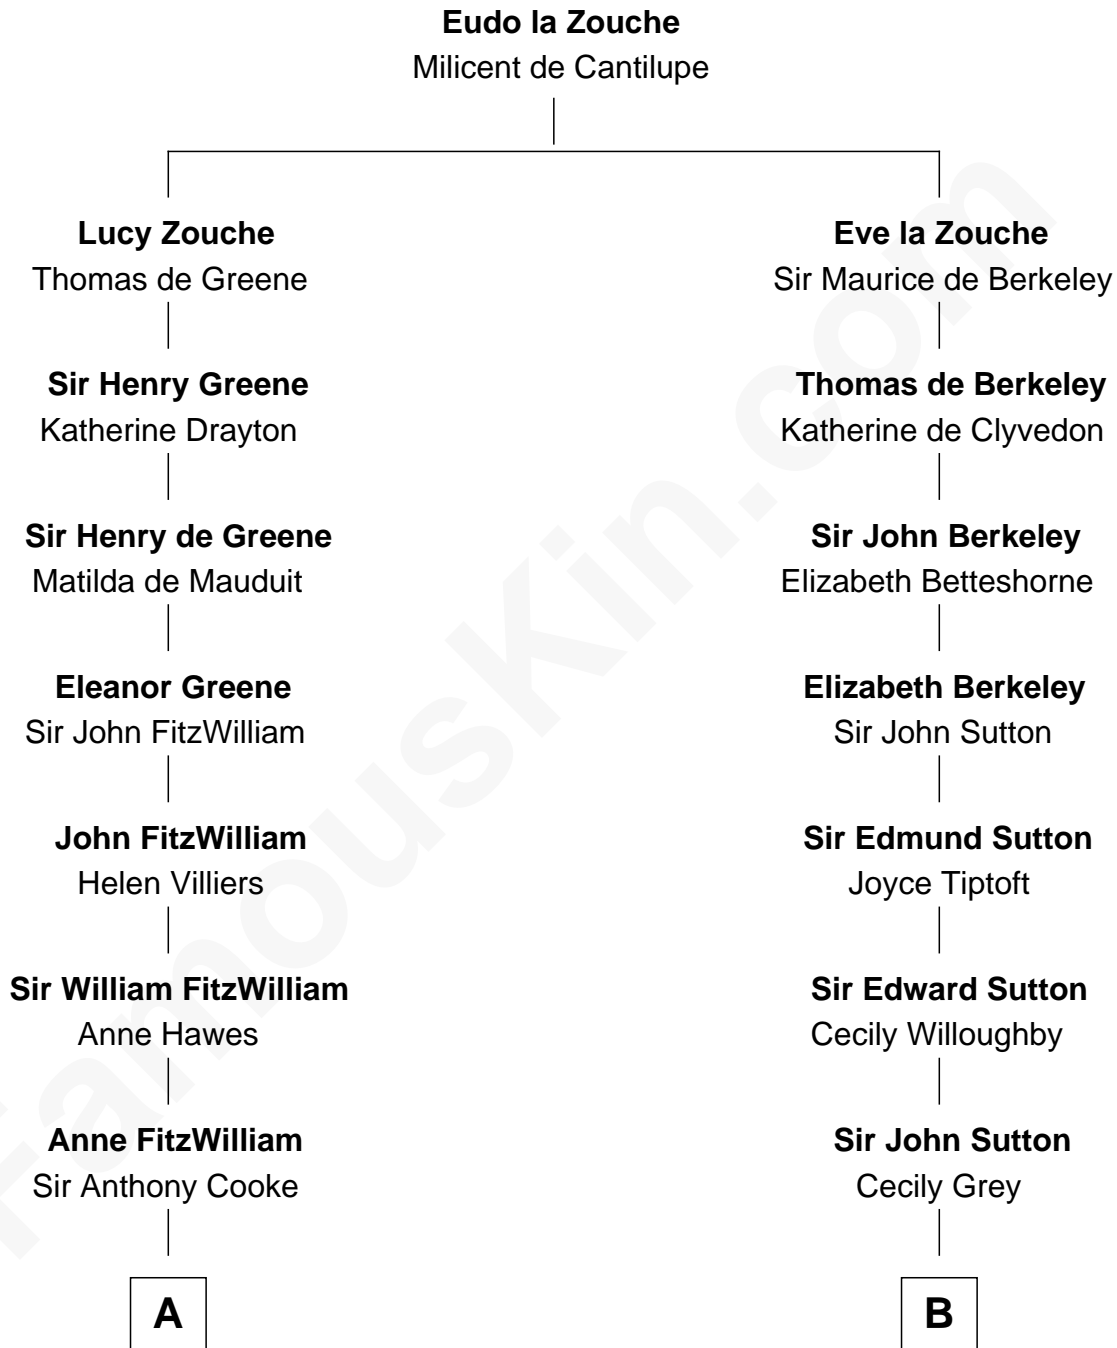 Eudo la Zouche
Milicent de Cantilupe
Lucy Zouche
Thomas de Greene
Eve la Zouche
Sir Maurice de Berkeley
Sir Henry Greene
Katherine Drayton
Thomas de Berkeley
Katherine de Clyvedon
Sir Henry de Greene
Matilda de Mauduit
Sir John Berkeley
Elizabeth Betteshorne
Eleanor Greene
Sir John FitzWilliam
Elizabeth Berkeley
Sir John Sutton
John FitzWilliam
Helen Villiers
Sir Edmund Sutton
Joyce Tiptoft
Sir William FitzWilliam
Anne Hawes
Sir Edward Sutton
Cecily Willoughby
Anne FitzWilliam
Sir Anthony Cooke
Sir John Sutton
Cecily Grey
A
B
FamousKin.com